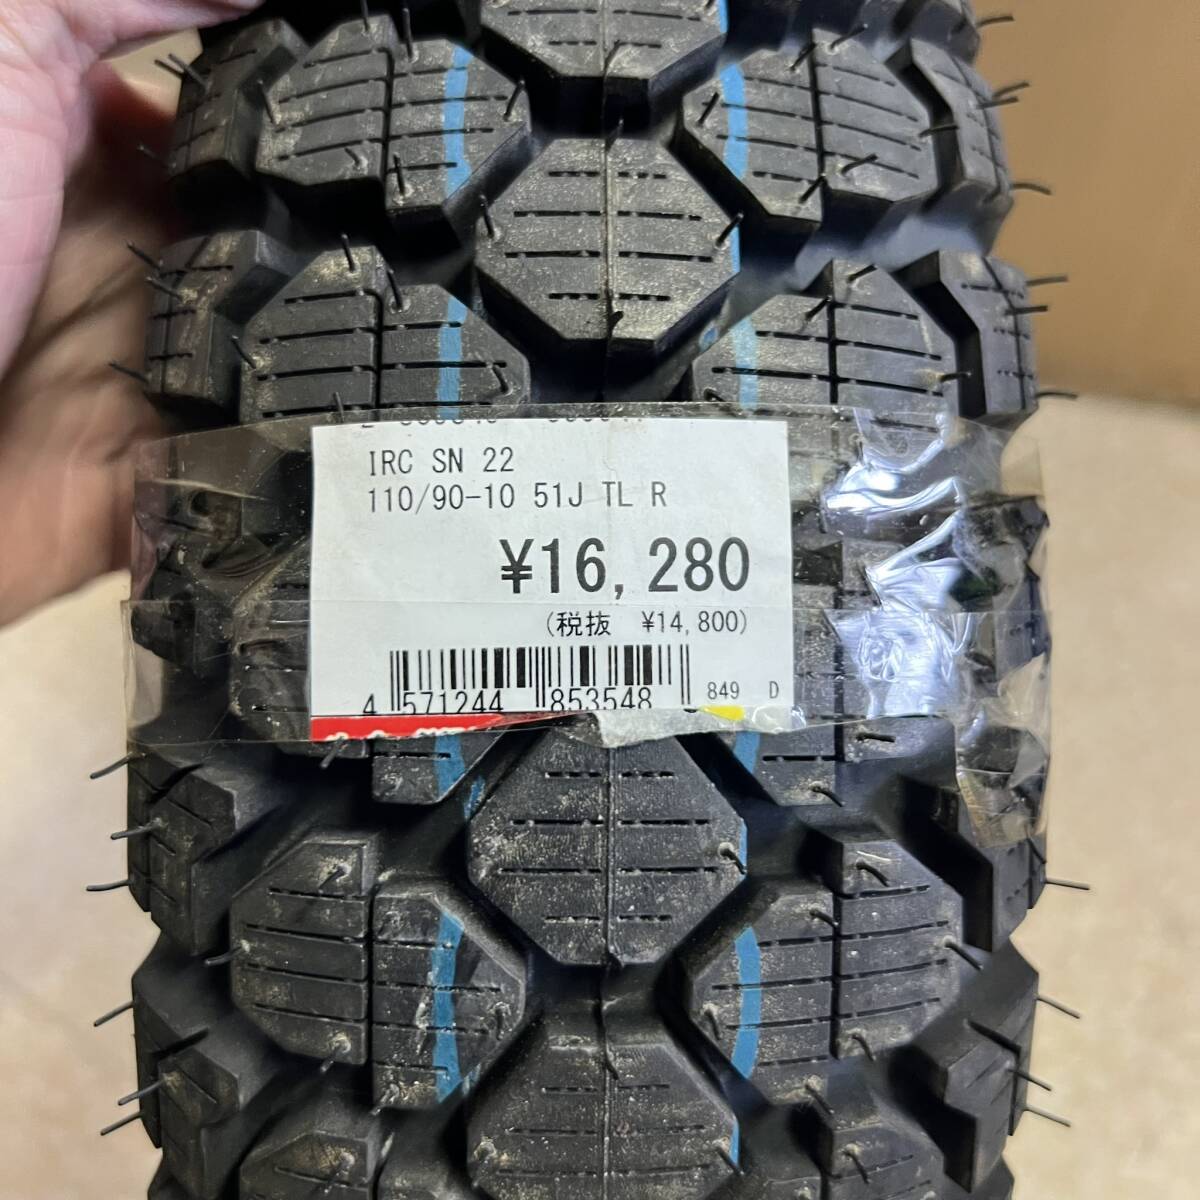 IRC SN 22
110/90-10 51J TL R
¥16,280
(税抜 ¥14,800)
4 571244 853548
849 D